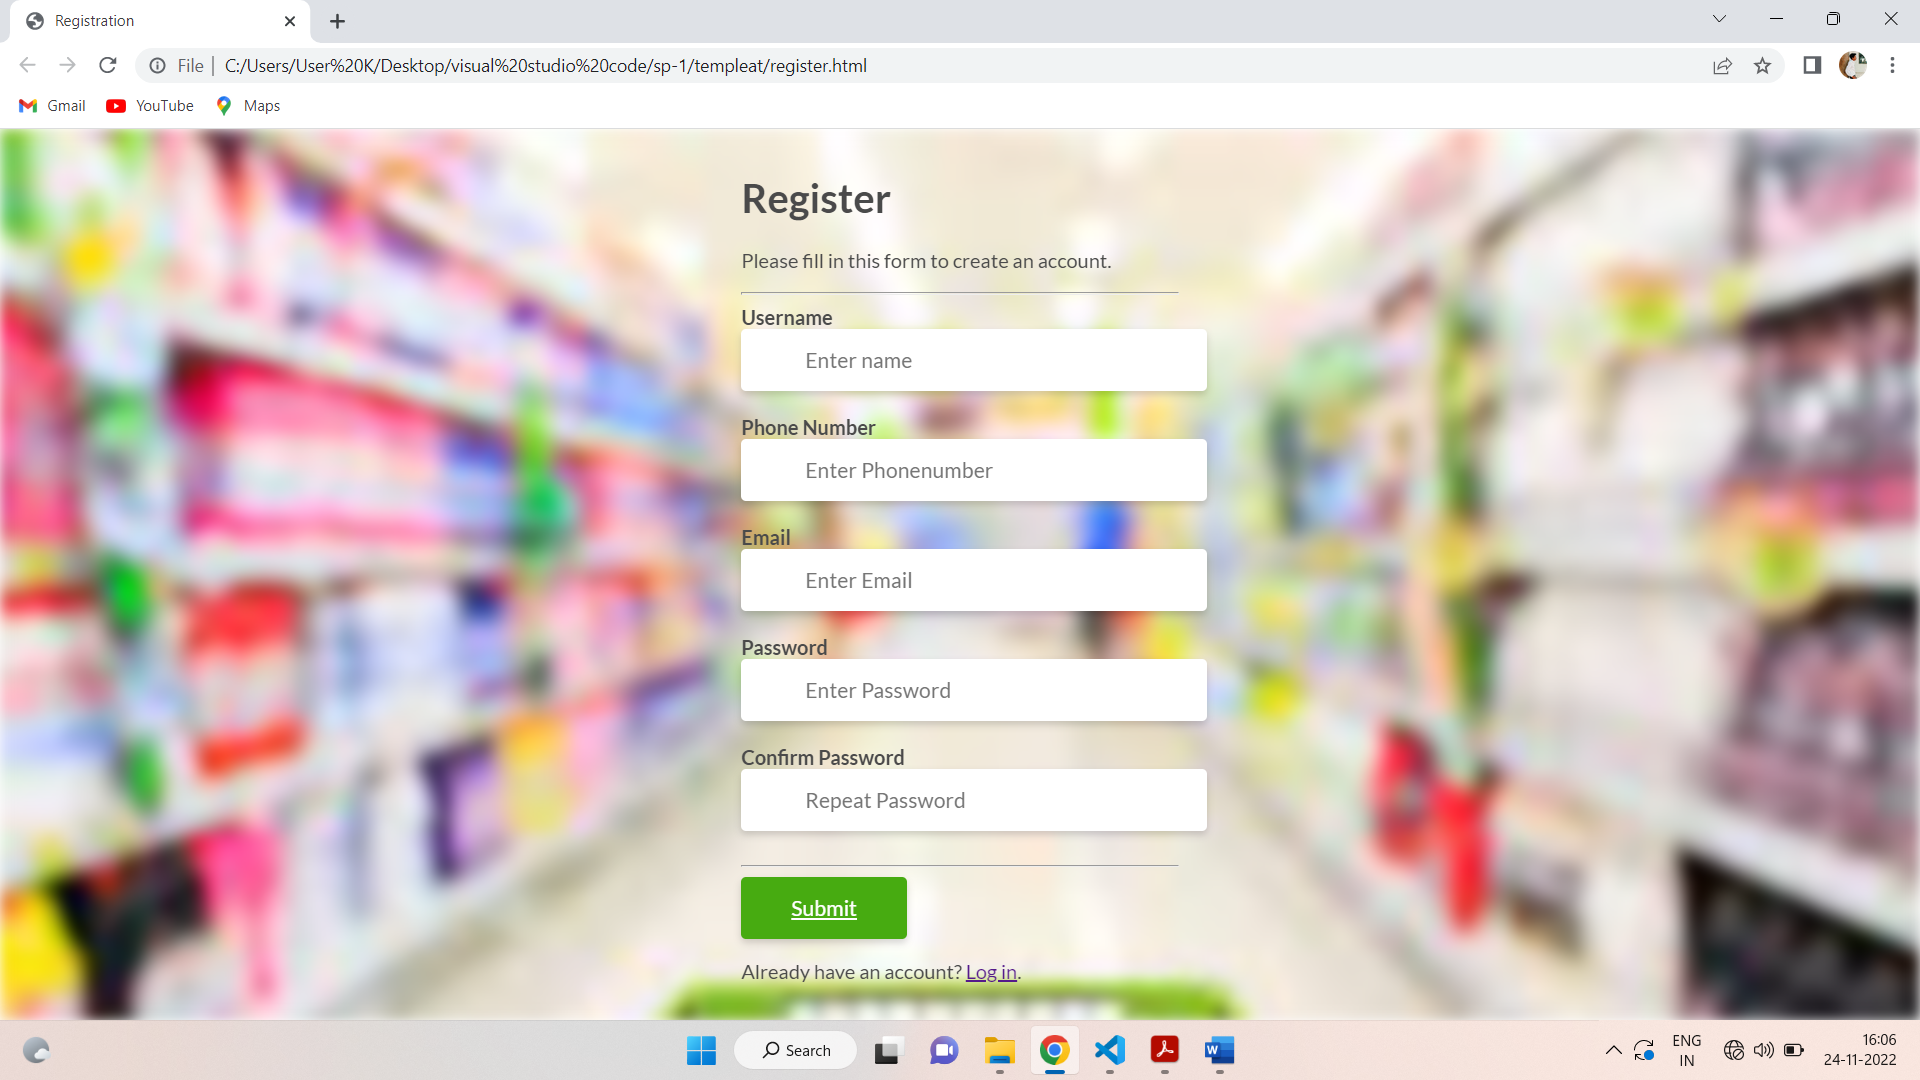 Registration
File | C:/Users/User%20K/Desktop/visual%20studio%20code/sp-1/templeat/register.html
Gmail YouTube Maps
Register
Please fill in this form to create an account.
Username
Enter name
Phone Number
Enter Phonenumber
Email
Enter Email
Password
Enter Password
Confirm Password
Repeat Password
Submit
Already have an account? Log in.
Search
ENG
IN
16:06
24-11-2022